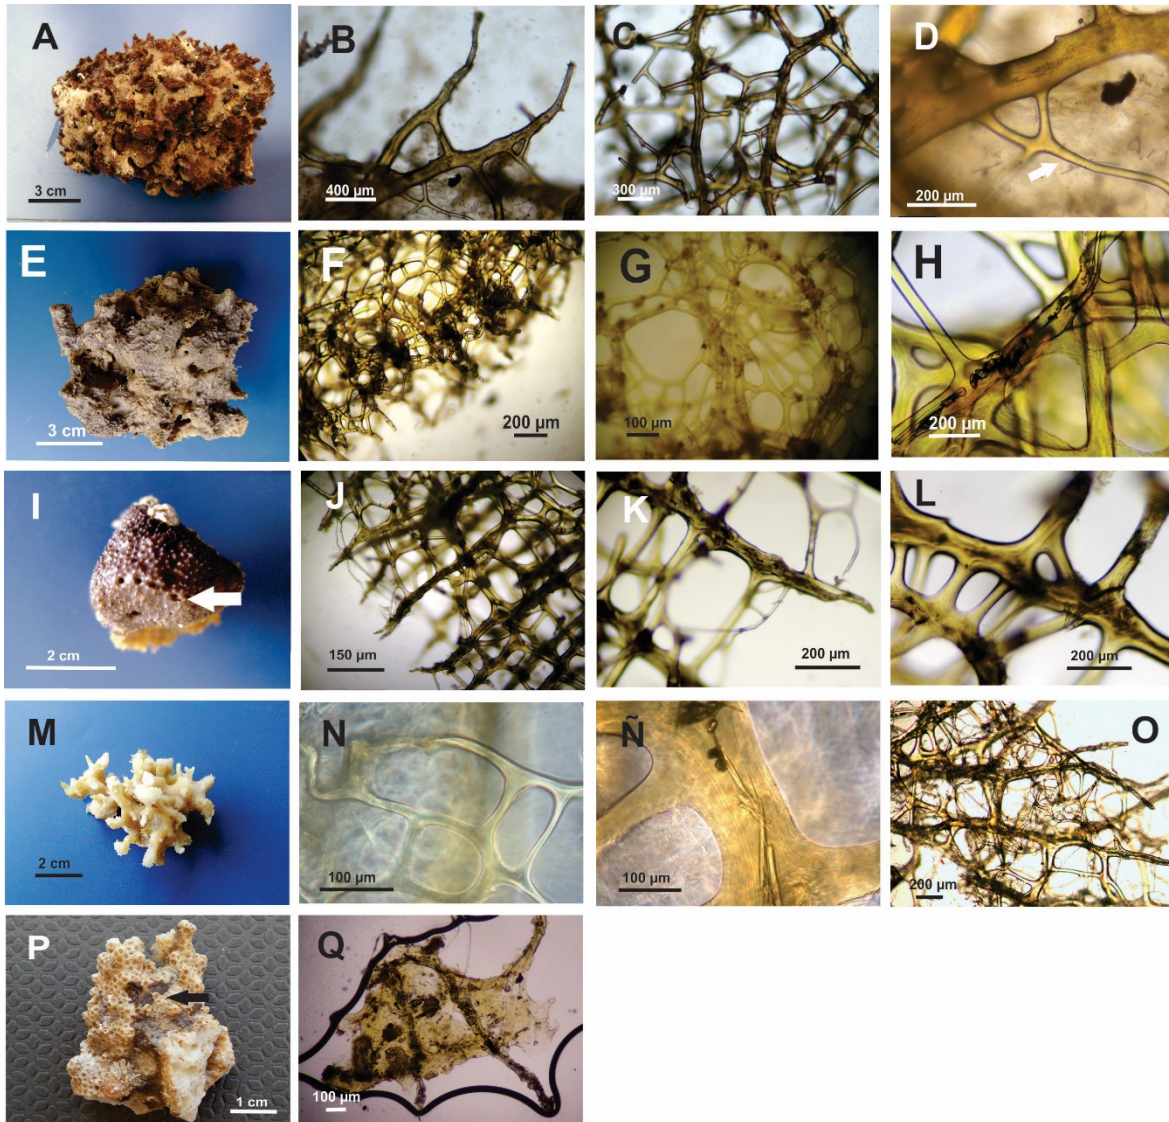 A
3 cm
B
400 µm
C
300 µm
D
200 µm
E
3 cm
F
200 µm
G
100 µm
H
200 µm
I
2 cm
J
150 µm
K
200 µm
L
200 µm
M
2 cm
N
100 µm
Ñ
100 µm
O
200 µm
P
1 cm
Q
100 µm